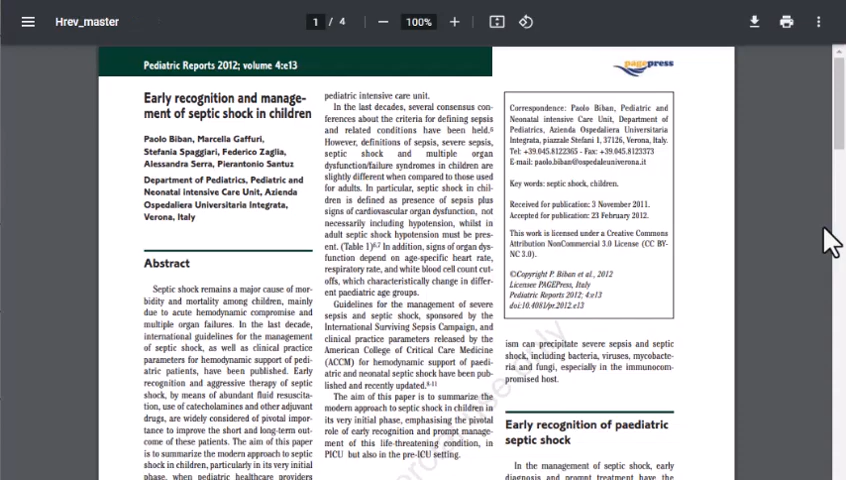 Hrev_master
1 / 4
100%
Pediatric Reports 2012; volume 4:e13
pagepress
Early recognition and manage-
ment of septic shock in children
Paolo Biban, Marcella Gaffuri,
Stefania Spaggiari, Federico Zaglia,
Alessandra Serra, Pierantonio Santuz
Department of Pediatrics, Pediatric and
Neonatal Intensive Care Unit, Azienda
Ospedaliera Universitaria Integrata,
Verona, Italy
Abstract
Septic shock remains a major cause of mor-
bidity and mortality among children, mainly
due to acute hemodynamic compromise and
multiple organ failures. In the last decade,
international guidelines for the management
of septic shock, as well as clinical practice
parameters for hemodynamic support of pedi-
atric patients, have been published. Early
recognition and aggressive therapy of septic
shock, by means of abundant fluid resuscita-
tion, use of catecholamines and other adjuvant
drugs, are widely considered of pivotal impor-
tance to improve the short and long-term out-
come of these patients. The aim of this paper
is to summarize the modern approach to septic
shock in children, particularly in its very initial
phase, when pediatric healthcare providers
pediatric intensive care unit.
In the last decades, several consensus con-
ferences about the criteria for defining sepsis
and related conditions have been held.6
However, definitions of sepsis, severe sepsis,
septic shock and multiple organ
dysfunction/failure syndromes in children are
slightly different when compared to those used
for adults. In particular, septic shock in chil-
dren is defined as presence of sepsis plus
signs of cardiovascular organ dysfunction, not
necessarily including hypotension, whilst in
adult septic shock hypotension must be pres-
ent. (Table 1)6,7 In addition, signs of organ dys-
function depend on age-specific heart rate,
respiratory rate, and white blood cell count cut-
offs, which characteristically change in differ-
ent paediatric age groups.
Guidelines for the management of severe
sepsis and septic shock, sponsored by the
International Surviving Sepsis Campaign, and
clinical practice parameters released by the
American College of Critical Care Medicine
(ACCM) for hemodynamic support of paedi-
atric and neonatal septic shock have been pub-
lished and recently updated.8-11
The aim of this paper is to summarize the
modern approach to septic shock in children in
its very initial phase, emphasising the pivotal
role of early recognition and prompt manage-
ment of this life-threatening condition, in
PICU but also in the pre-ICU setting.
Correspondence: Paolo Biban, Pediatric and
Neonatal intensive Care Unit, Department of
Pediatrics, Azienda Ospedaliera Universitaria
Integrata, piazzale Stefani 1, 37126, Verona, Italy.
Tel: +39.045.8122365 - Fax: +39.045.8123373
E-mail: paolo.biban@ospedaleuniverona.it
Key words: septic shock, children.
Received for publication: 3 November 2011.
Accepted for publication: 23 February 2012.
This work is licensed under a Creative Commons
Attribution NonCommercial 3.0 License (CC BY-
NC 3.0).
©Copyright P. Biban et al., 2012
Licensee PAGEPress, Italy
Pediatric Reports 2012; 4:e13
doi:10.4081/pr.2012.e13
ism can precipitate severe sepsis and septic
shock, including bacteria, viruses, mycobacte-
ria and fungi, especially in the immunocom-
promised host.
Early recognition of paediatric
septic shock
In the management of septic shock, early
diagnosis and prompt treatment have the